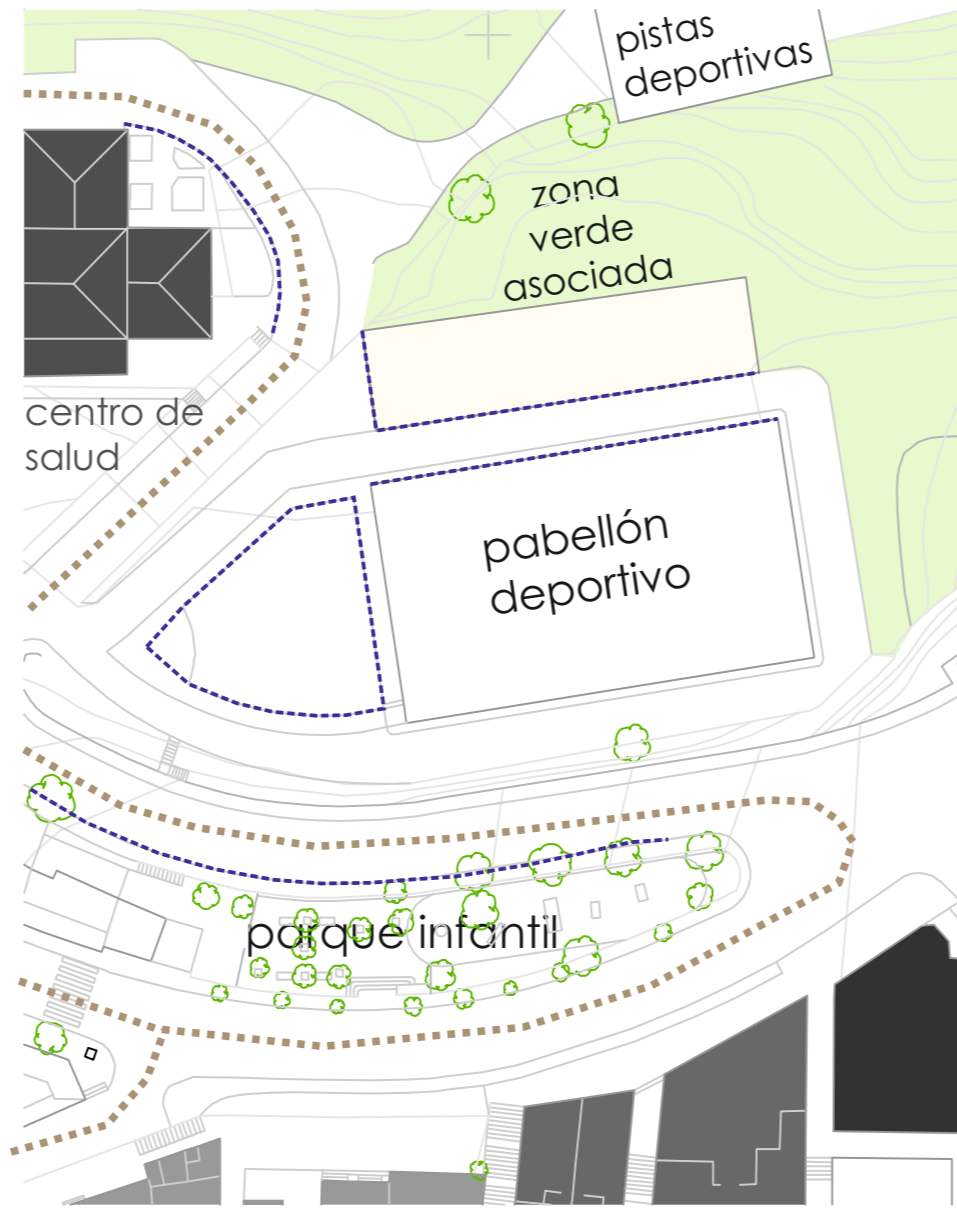 pistas
deportivas
zona
verde
asociada
centro de
salud
pabellón
deportivo
parque infantil